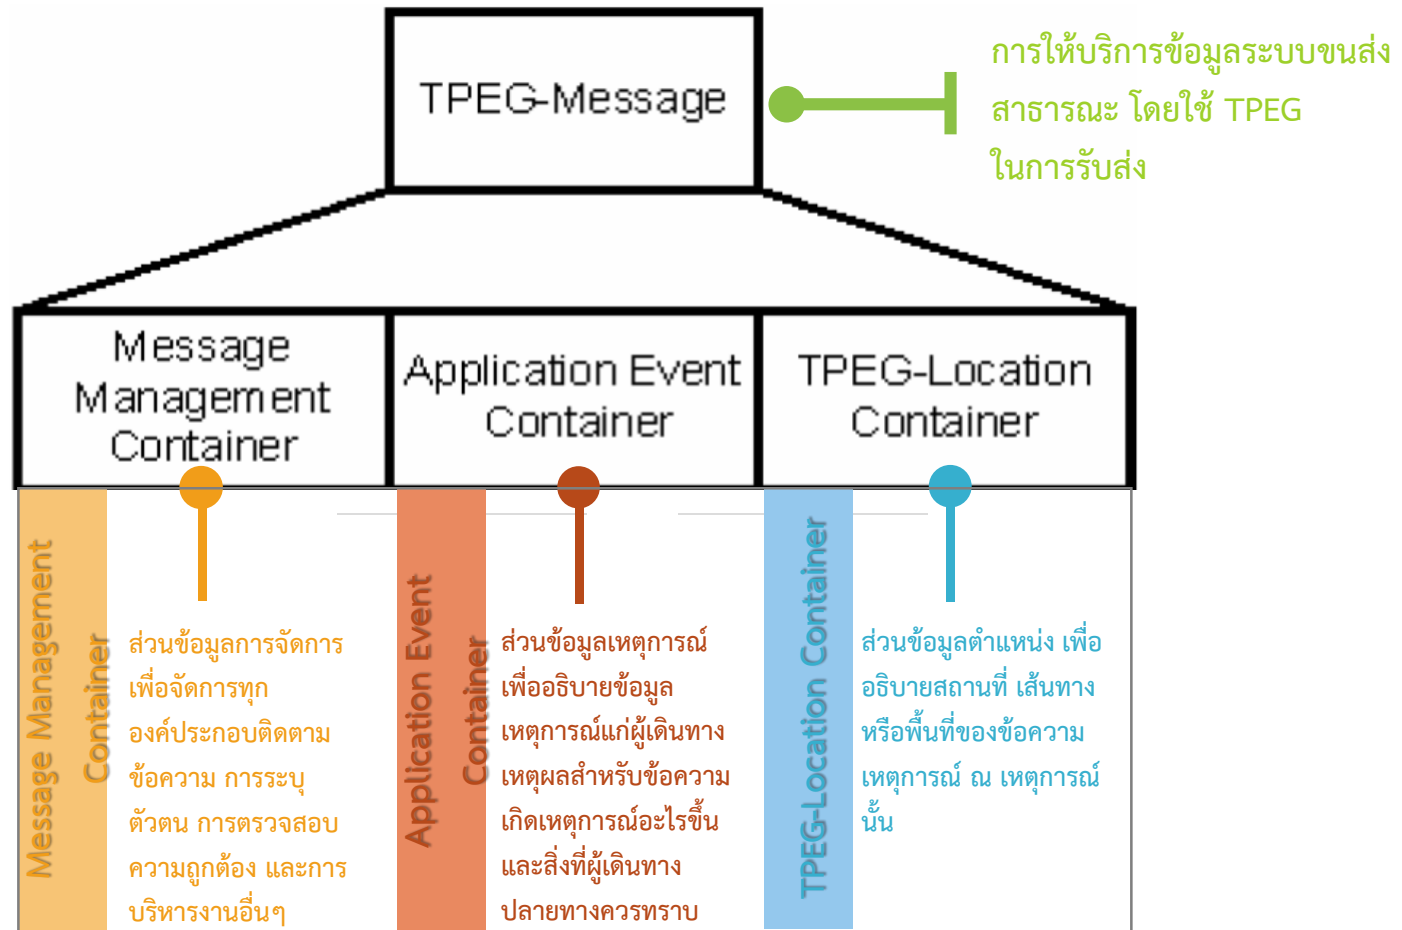 TPEG-Message
การให้บริการข้อมูลระบบขนส่ง
สาธารณะ โดยใช้ TPEG
ในการรับส่ง
Message
Management
Container
Application Event
Container
TPEG-Location
Container
Message Management
Container
ส่วนข้อมูลการจัดการ
เพื่อจัดการทุก
องค์ประกอบติดตาม
ข้อความ การระบุ
ตัวตน การตรวจสอบ
ความถูกต้อง และการ
บริหารงานอื่นๆ
Application Event
Container
ส่วนข้อมูลเหตุการณ์
เพื่ออธิบายข้อมูล
เหตุการณ์แก่ผู้เดินทาง
เหตุผลสำหรับข้อความ
เกิดเหตุการณ์อะไรขึ้น
และสิ่งที่ผู้เดินทาง
ปลายทางควรทราบ
TPEG-Location Container
ส่วนข้อมูลตำแหน่ง เพื่อ
อธิบายสถานที่ เส้นทาง
หรือพื้นที่ของข้อความ
เหตุการณ์ ณ เหตุการณ์
นั้น